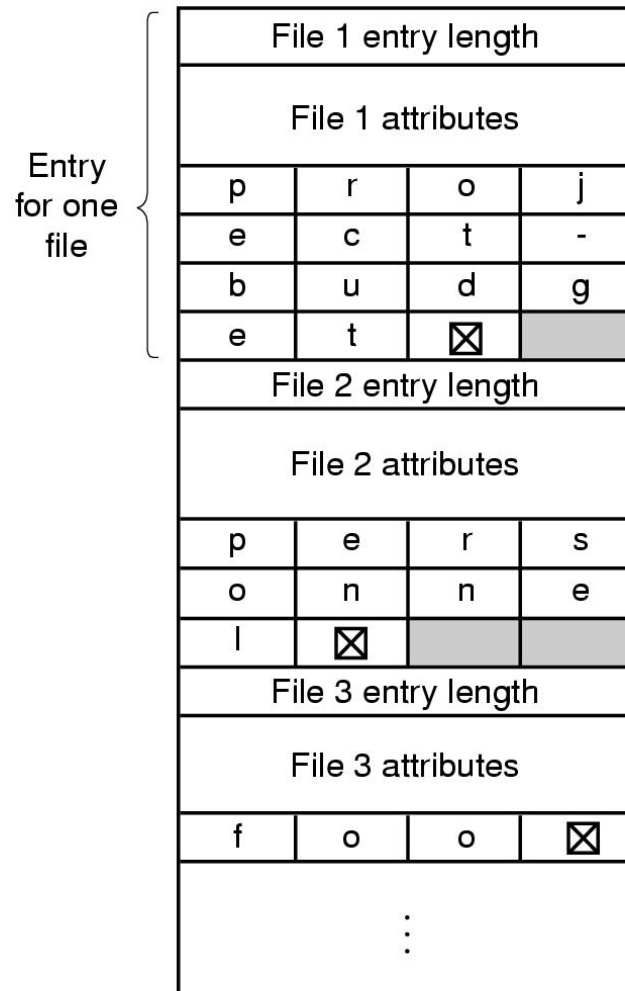 File 1 entry length
File 1 attributes
Entry
for one
file
p r o j
e c t -
b u d g
e t ☒
File 2 entry length
File 2 attributes
p e r s
o n n e
l ☒
File 3 entry length
File 3 attributes
f o o ☒
⋮